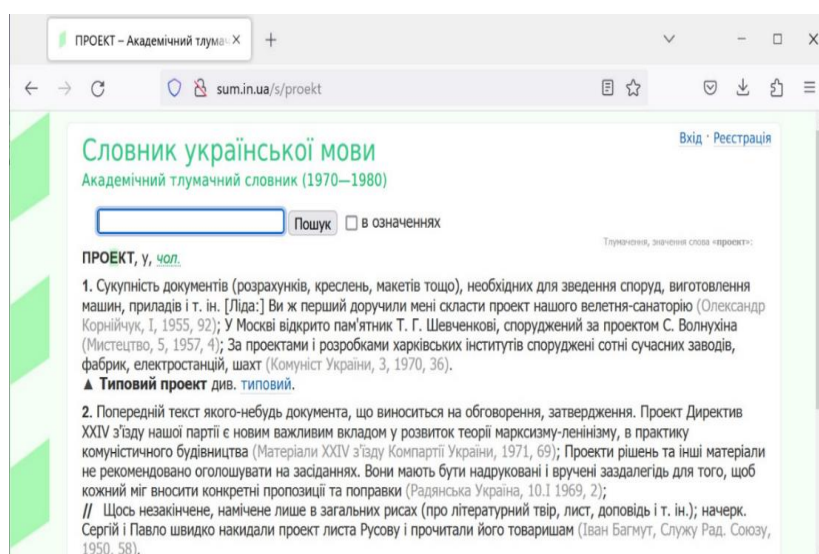 ПРОЕКТ – Академічний тлума
sum.in.ua/s/proekt
Вхід · Реєстрація
Словник української мови
Академічний тлумачний словник (1970—1980)
Пошук в означеннях
Тлумачення, значення слова «проект»:
ПРОЕКТ, у, чол.
1. Сукупність документів (розрахунків, креслень, макетів тощо), необхідних для зведення споруд, виготовлення
машин, приладів і т. ін. [Ліда:] Ви ж перший доручили мені скласти проект нашого велетня-санаторію (Олександр
Корнійчук, I, 1955, 92); У Москві відкрито пам'ятник Т. Г. Шевченкові, споруджений за проектом С. Волнухіна
(Мистецтво, 5, 1957, 4); За проектами і розробками харківських інститутів споруджені сотні сучасних заводів,
фабрик, електростанцій, шахт (Комуніст України, 3, 1970, 36).
▲ Типовий проект див. типовий.
2. Попередній текст якого-небудь документа, що виноситься на обговорення, затвердження. Проект Директив
XXIV з'їзду нашої партії є новим важливим вкладом у розвиток теорії марксизму-ленінізму, в практику
комуністичного будівництва (Матеріали XXIV з'їзду Компартії України, 1971, 69); Проекти рішень та інші матеріали
не рекомендовано оголошувати на засіданнях. Вони мають бути надруковані і вручені заздалегідь для того, щоб
кожний міг вносити конкретні пропозиції та поправки (Радянська Україна, 10.I 1969, 2);
// Щось незакінчене, намічене лише в загальних рисах (про літературний твір, лист, доповідь і т. ін.); начерк.
Сергій і Павло швидко накидали проект листа Русову і прочитали його товаришам (Іван Багмут, Служу Рад. Союзу,
1950, 58).